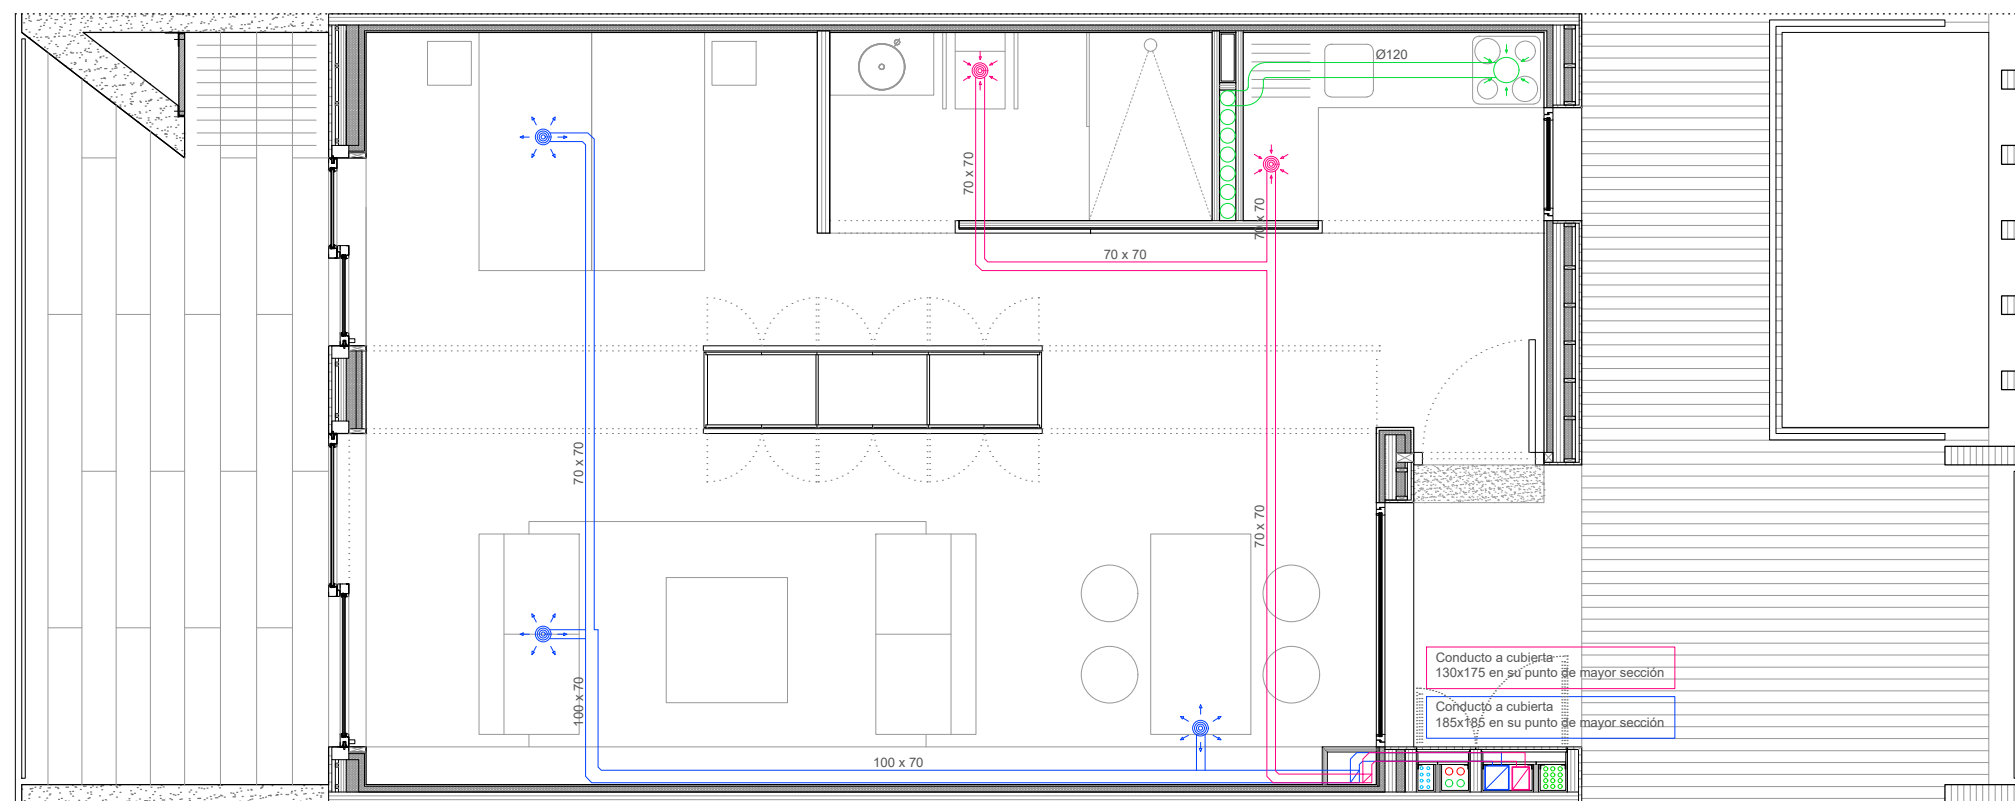 Ø120
70 x 70
70 x 70
70 x 70
70 x 70
70 x 70
100 x 70
100 x 70
Conducto a cubierta
130x175 en su punto de mayor sección
Conducto a cubierta
185x185 en su punto de mayor sección